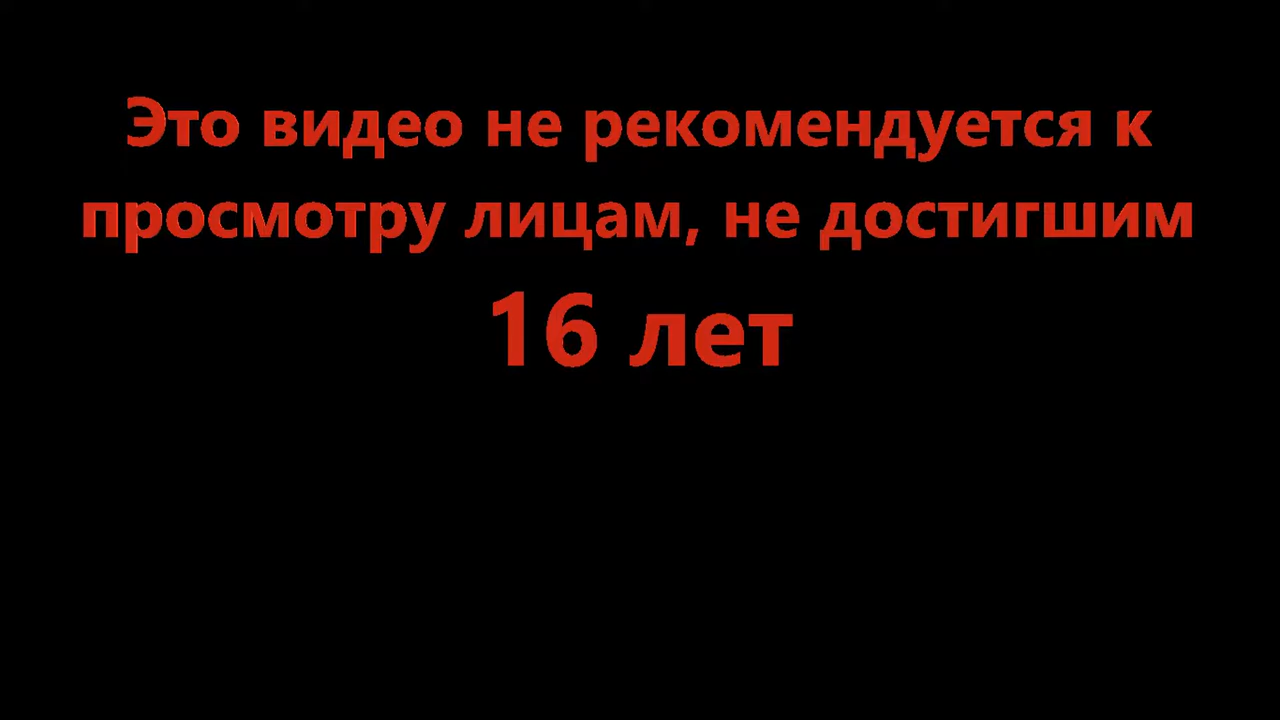 Это видео не рекомендуется к
просмотру лицам, не достигшим
16 лет